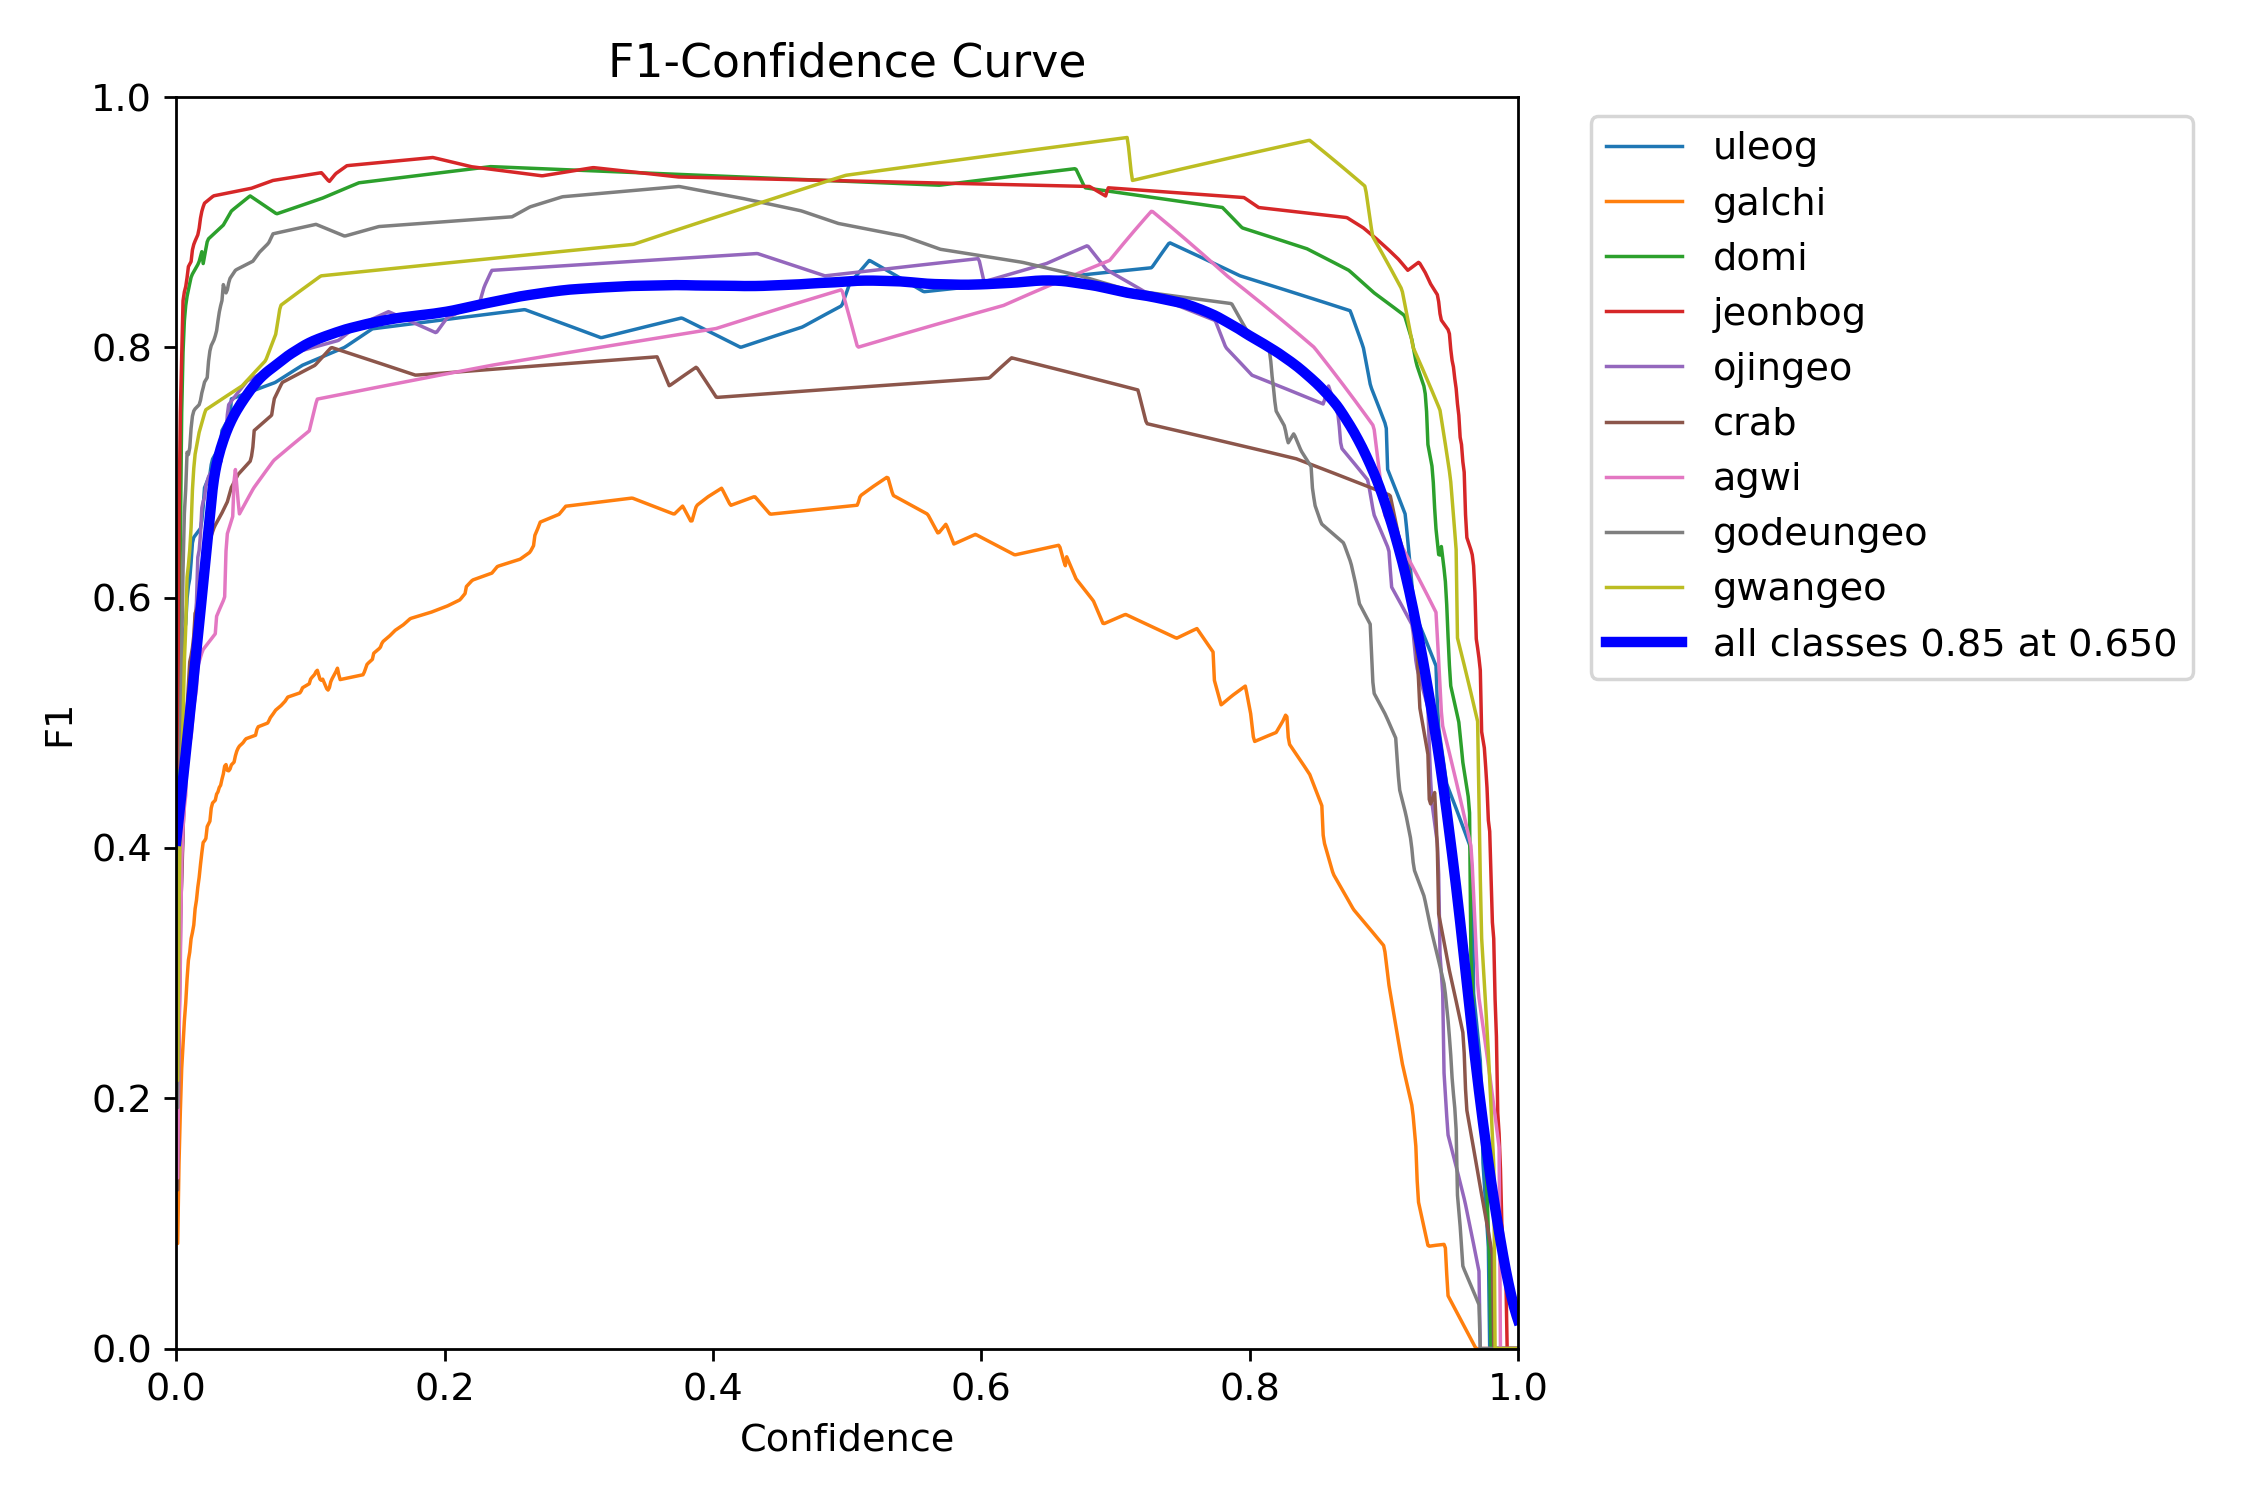 F1-Confidence Curve
1.0
0.8
0.6
0.4
0.2
0.0
F1
0.0 0.2 0.4 0.6 0.8 1.0
Confidence
uleog
galchi
domi
jeonbog
ojingeo
crab
agwi
godeungeo
gwangeo
all classes 0.85 at 0.650